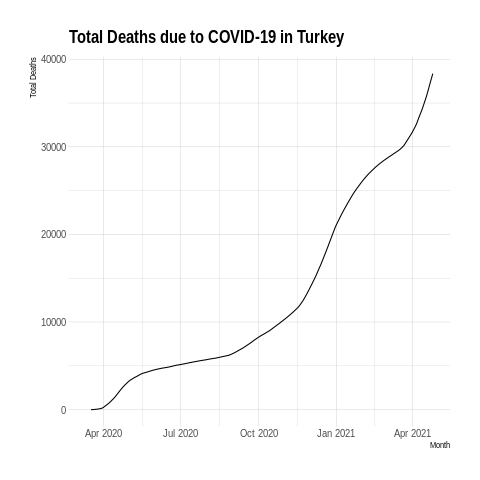 Total Deaths due to COVID-19 in Turkey
Total Deaths
40000
30000
20000
10000
0
Apr 2020 Jul 2020 Oct 2020 Jan 2021 Apr 2021
Month